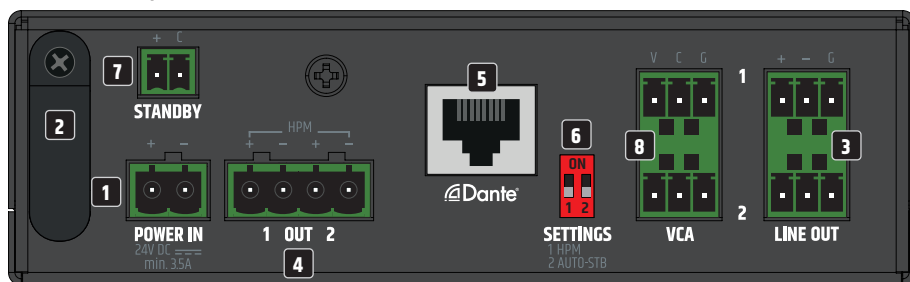 + C
7
STANDBY
2
+ −
1
POWER IN
24V DC
min. 3.5A
HPM
+ − + −
1 OUT 2
4
5
Dante®
6
ON
1 2
SETTINGS
1 HPM
2 AUTO-STB
V C G
8
VCA
1
2
+ − G
3
LINE OUT